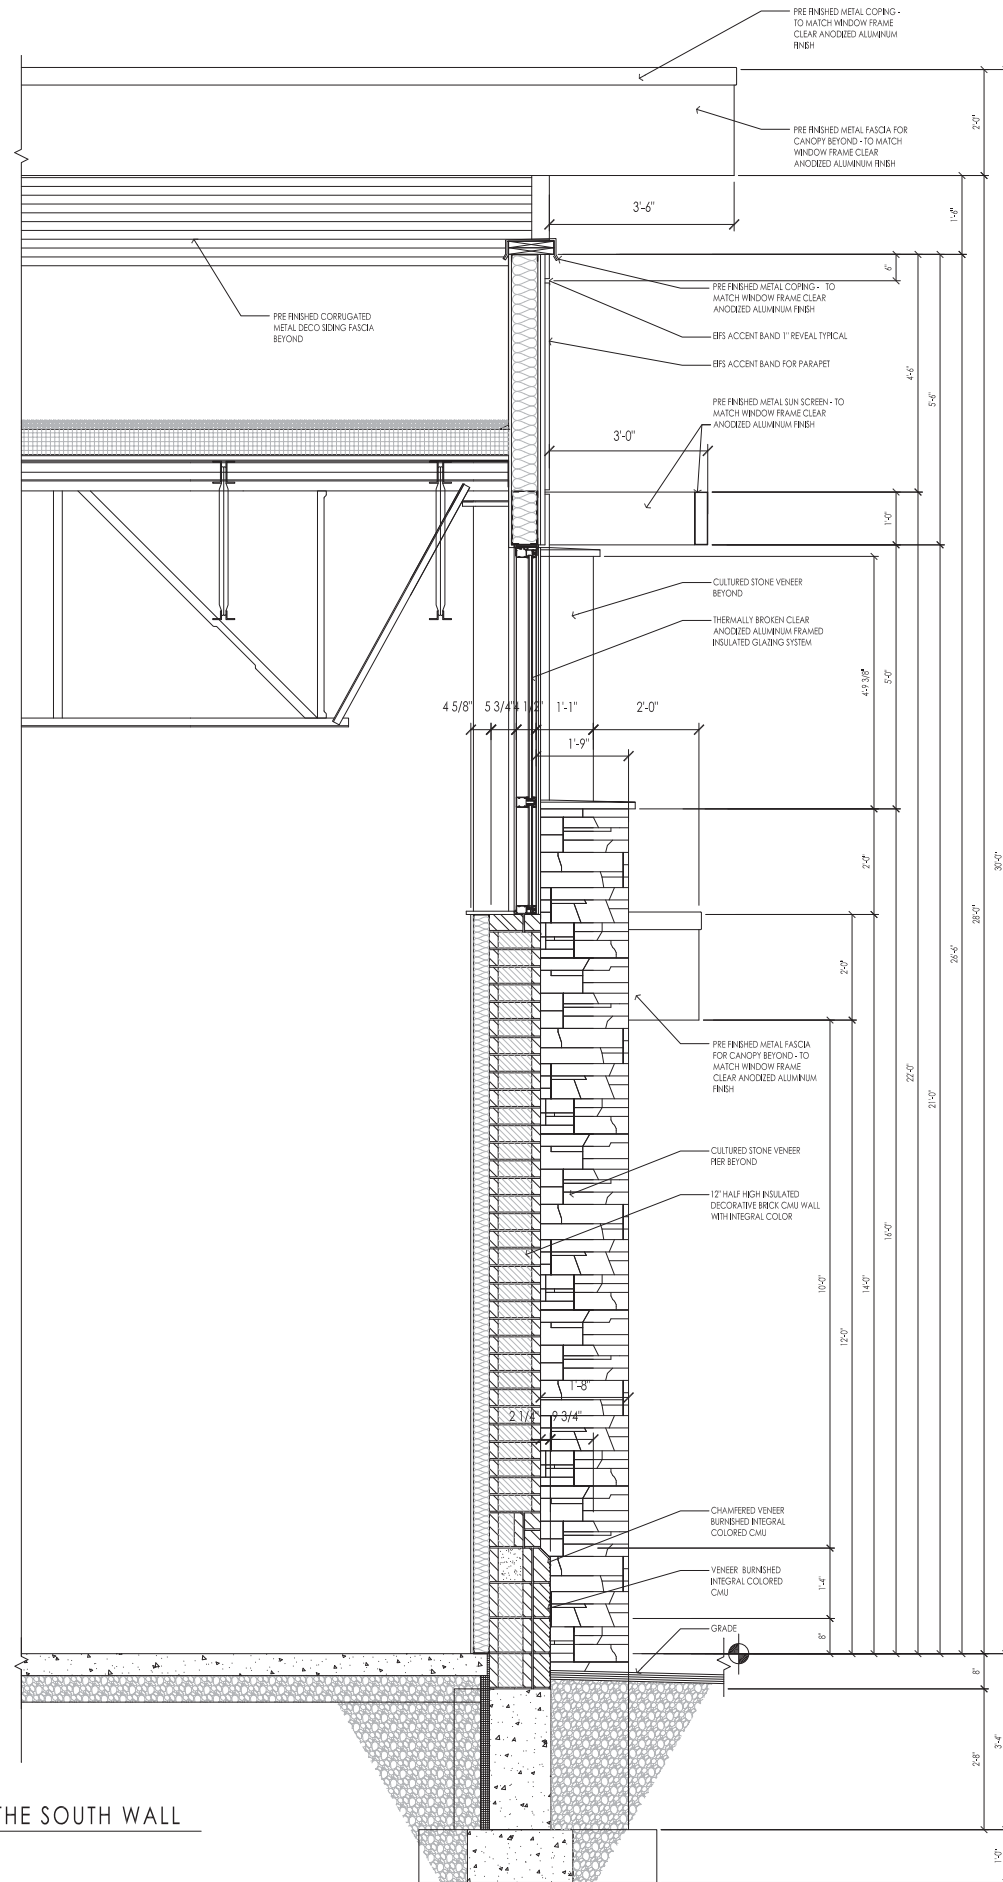 PRE FINISHED METAL COPING -
TO MATCH WINDOW FRAME
CLEAR ANODIZED ALUMINUM
FINISH
PRE FINISHED METAL FASCIA FOR
CANOPY BEYOND - TO MATCH
WINDOW FRAME CLEAR
ANODIZED ALUMINUM FINISH
2'-0"
3'-6"
1'-6"
6"
PRE FINISHED METAL COPING - TO
MATCH WINDOW FRAME CLEAR
ANODIZED ALUMINUM FINISH
PRE FINISHED CORRUGATED
METAL DECO SIDING FASCIA
BEYOND
EIFS ACCENT BAND 1" REVEAL TYPICAL
EIFS ACCENT BAND FOR PARAPET
4'-6"
5'-6"
PRE FINISHED METAL SUN SCREEN - TO
MATCH WINDOW FRAME CLEAR
ANODIZED ALUMINUM FINISH
3'-0"
1'-0"
CULTURED STONE VENEER
BEYOND
THERMALLY BROKEN CLEAR
ANODIZED ALUMINUM FRAMED
INSULATED GLAZING SYSTEM
4'-9 3/8"
5'-0"
4 5/8" 5 3/4" 4 1/2" 1'-1" 2'-0"
1'-9"
2'-0"
30'-0"
28'-0"
26'-6"
2'-0"
PRE FINISHED METAL FASCIA
FOR CANOPY BEYOND - TO
MATCH WINDOW FRAME
CLEAR ANODIZED ALUMINUM
FINISH
22'-0"
21'-0"
CULTURED STONE VENEER
PIER BEYOND
12" HALF HIGH INSULATED
DECORATIVE BRICK CMU WALL
WITH INTEGRAL COLOR
16'-0"
10'-0"
14'-0"
12'-0"
1'-8"
2 1/4" 9 3/4"
CHAMFERED VENEER
BURNISHED INTEGRAL
COLORED CMU
VENEER BURNISHED
INTEGRAL COLORED
CMU
1'-4"
GRADE
8"
8"
3'-4"
2'-8"
THE SOUTH WALL
1'-0"